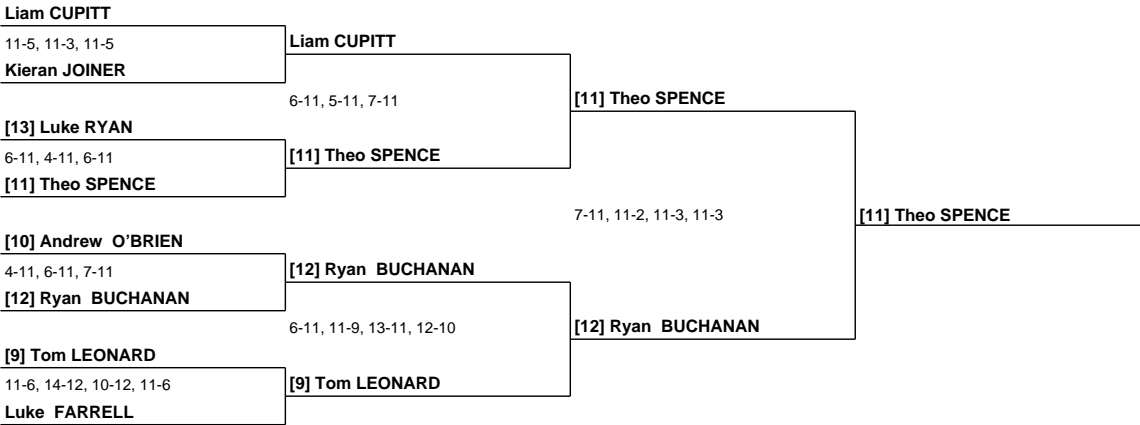 Liam CUPITT
11-5, 11-3, 11-5
Kieran JOINER
[13] Luke RYAN
6-11, 4-11, 6-11
[11] Theo SPENCE
[10] Andrew O'BRIEN
4-11, 6-11, 7-11
[12] Ryan BUCHANAN
[9] Tom LEONARD
11-6, 14-12, 10-12, 11-6
Luke FARRELL
Liam CUPITT
6-11, 5-11, 7-11
[11] Theo SPENCE
[12] Ryan BUCHANAN
6-11, 11-9, 13-11, 12-10
[9] Tom LEONARD
[11] Theo SPENCE
7-11, 11-2, 11-3, 11-3
[12] Ryan BUCHANAN
[11] Theo SPENCE